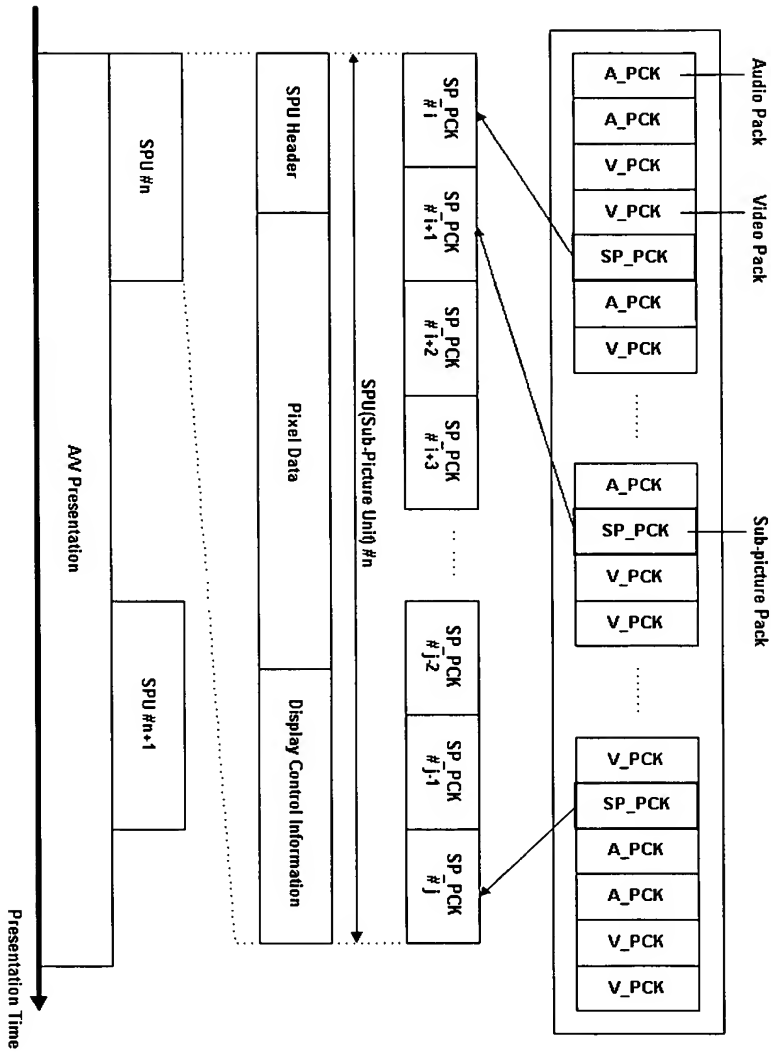 Audio Pack
Video Pack
Sub-picture Pack
A_PCK
A_PCK
V_PCK
V_PCK
SP_PCK
A_PCK
V_PCK
A_PCK
SP_PCK
V_PCK
V_PCK
V_PCK
SP_PCK
A_PCK
A_PCK
V_PCK
V_PCK
SP_PCK
# i
SP_PCK
# i+1
SP_PCK
# i+2
SP_PCK
# i+3
SP_PCK
# j-2
SP_PCK
# j-1
SP_PCK
# j
SPU(Sub-Picture Unit) #n
SPU Header
Pixel Data
Display Control Information
SPU #n
SPU #n+1
A/V Presentation
Presentation Time